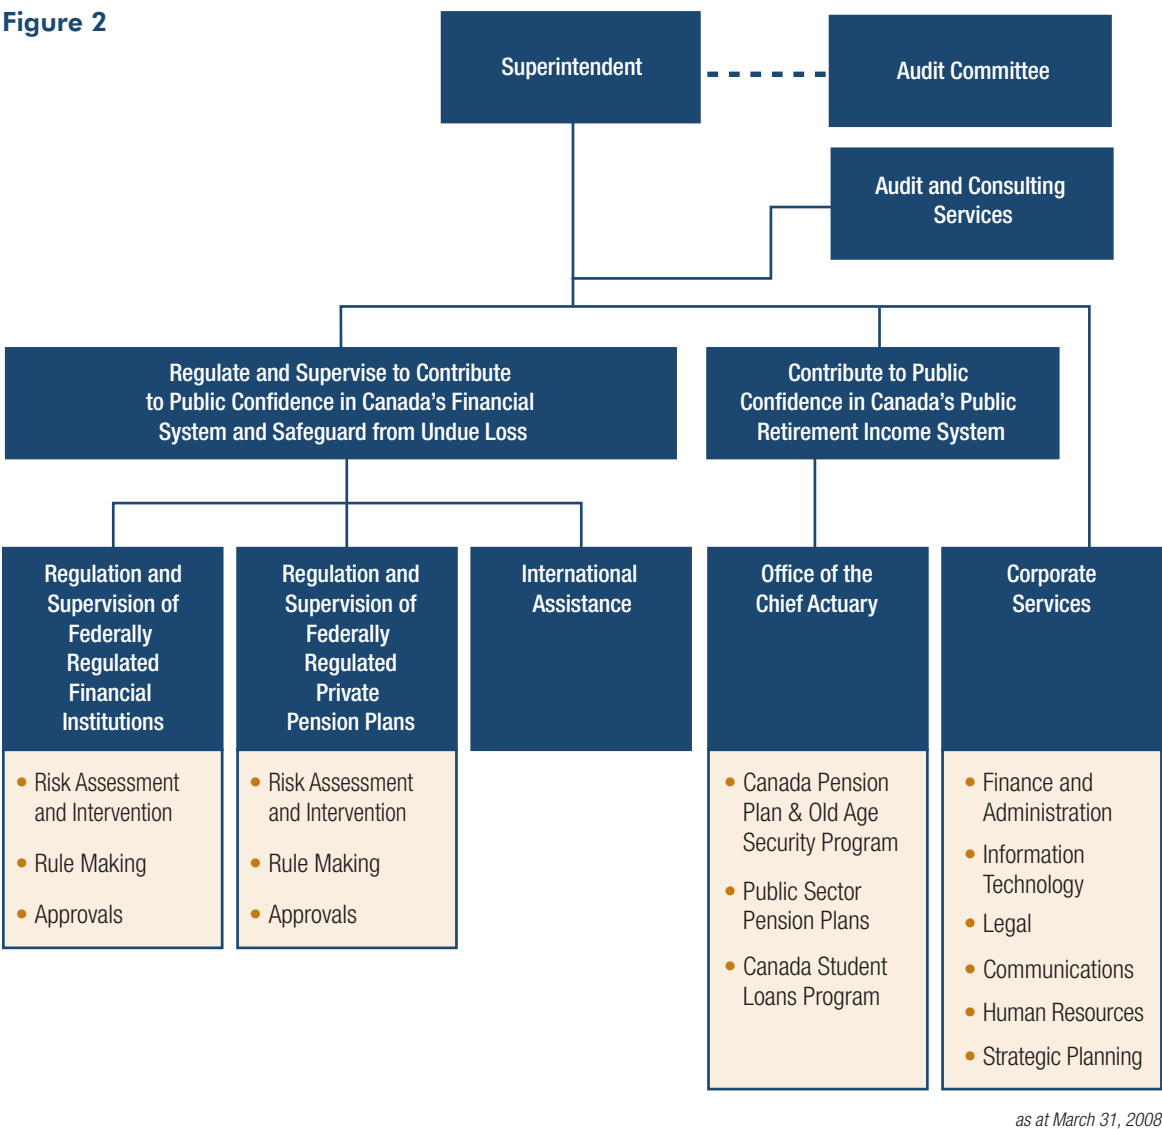 Figure 2
Superintendent
Audit Committee
Audit and Consulting
Services
Regulate and Supervise to Contribute
to Public Confidence in Canada’s Financial
System and Safeguard from Undue Loss
Contribute to Public
Confidence in Canada’s Public
Retirement Income System
Regulation and
Supervision of
Federally
Regulated
Financial
Institutions
• Risk Assessment
and Intervention
• Rule Making
• Approvals
Regulation and
Supervision of
Federally
Regulated
Private
Pension Plans
• Risk Assessment
and Intervention
• Rule Making
• Approvals
International
Assistance
Office of the
Chief Actuary
• Canada Pension
Plan & Old Age
Security Program
• Public Sector
Pension Plans
• Canada Student
Loans Program
Corporate
Services
• Finance and
Administration
• Information
Technology
• Legal
• Communications
• Human Resources
• Strategic Planning
as at March 31, 2008